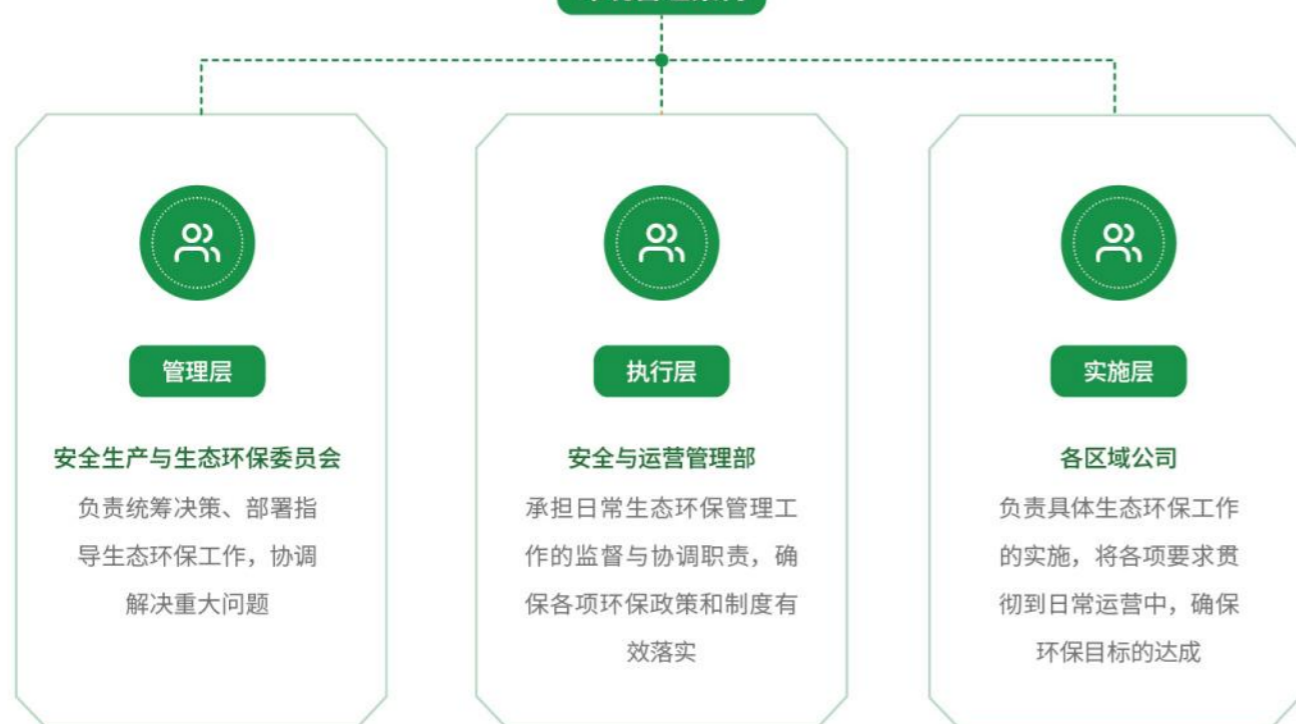 管理层
安全生产与生态环保委员会
负责统筹决策、部署指
导生态环保工作，协调
解决重大问题
执行层
安全与运营管理部
承担日常生态环保管理工
作的监督与协调职责，确
保各项环保政策和制度有
效落实
实施层
各区域公司
负责具体生态环保工作
的实施，将各项要求贯
彻到日常运营中，确保
环保目标的达成